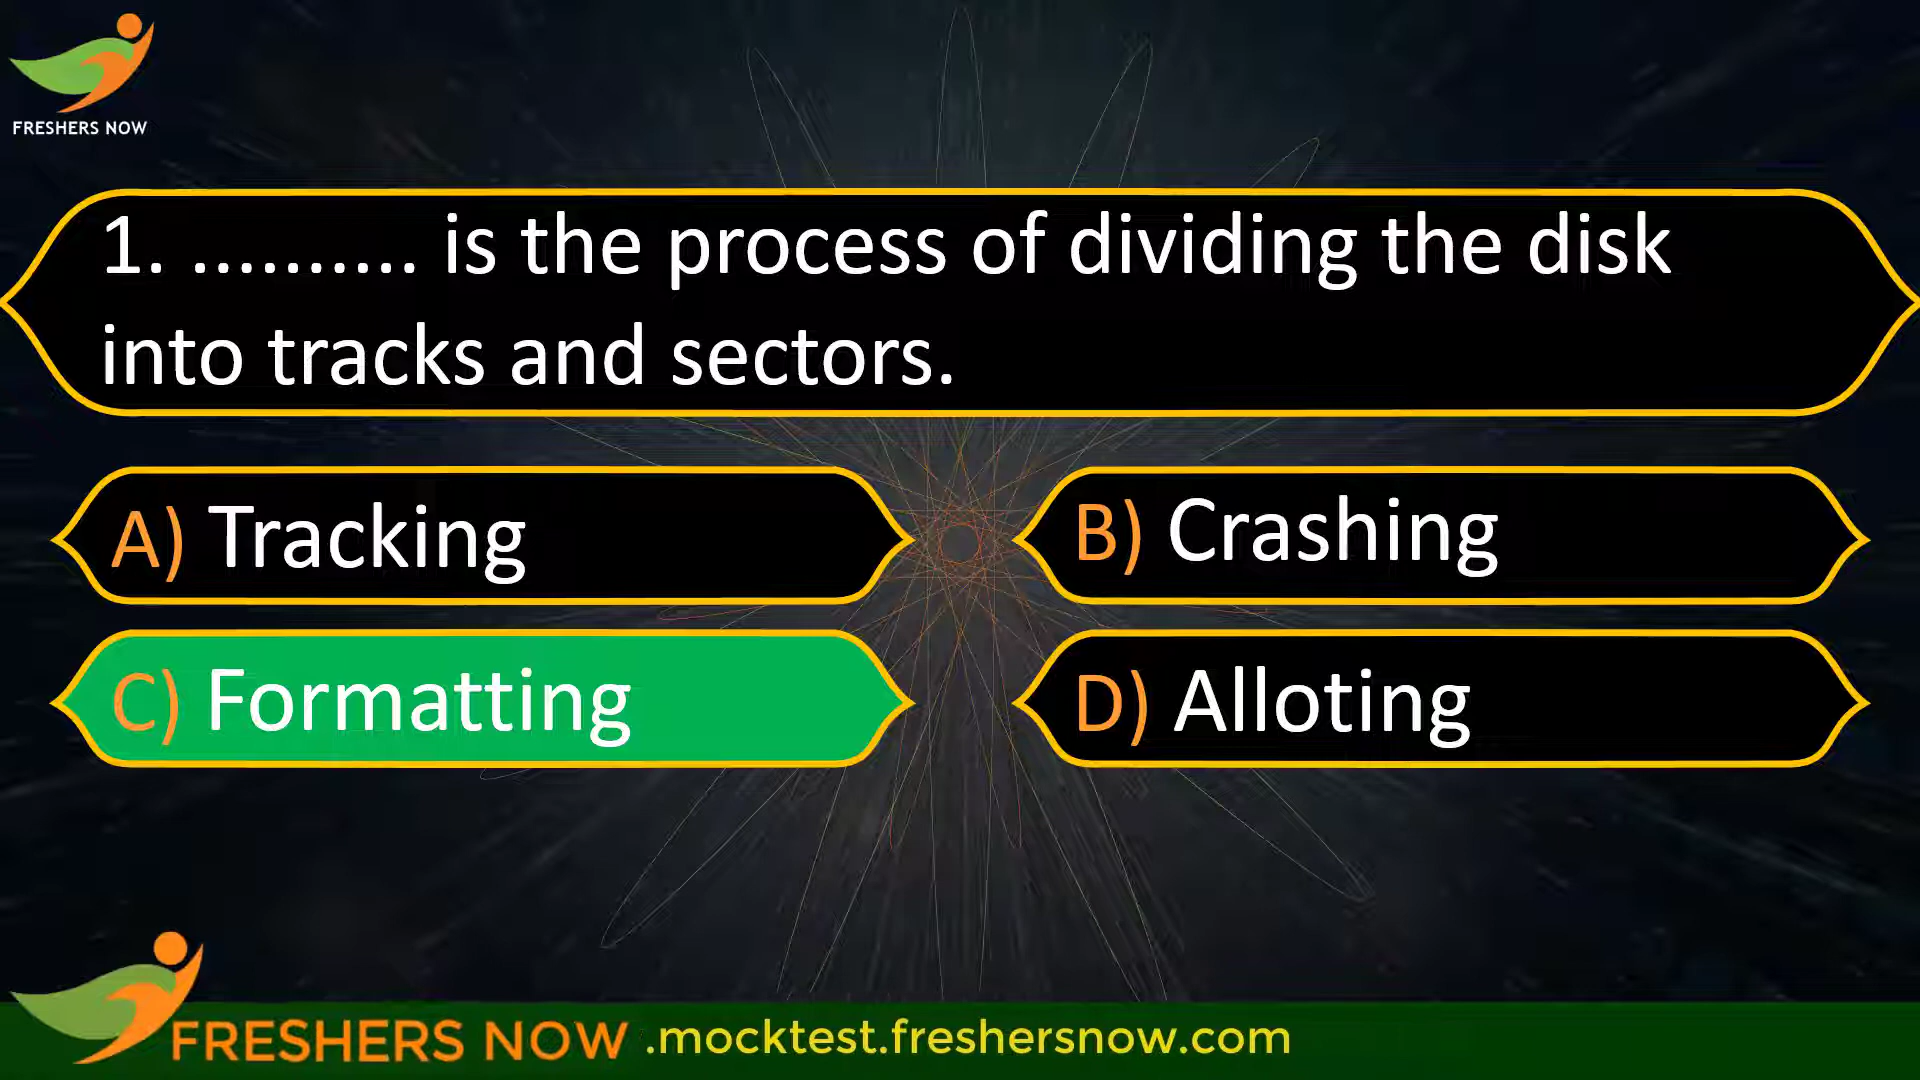 FRESHERS NOW
1. .......... is the process of dividing the disk
into tracks and sectors.
A) Tracking
B) Crashing
C) Formatting
D) Alloting
FRESHERS NOW .mocktest.freshersnow.com